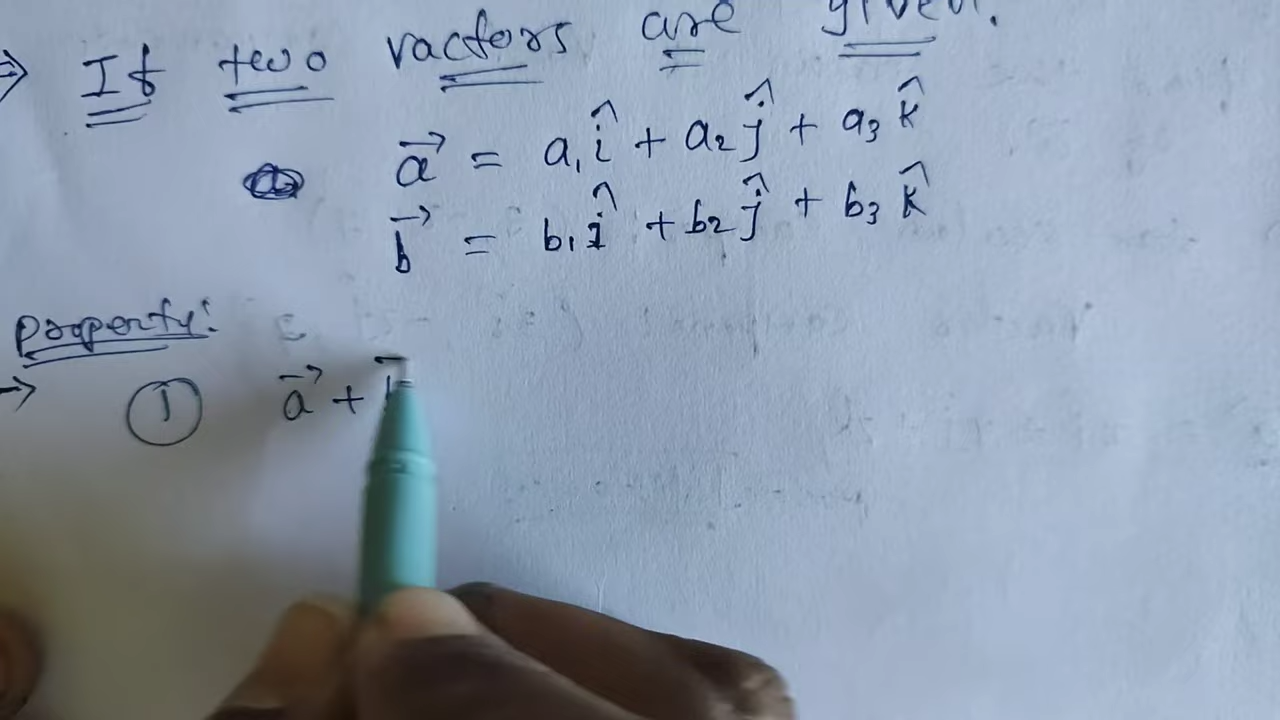 ⇒ If two vactors are given.
a⃗ = a₁î + a₂ĵ + a₃k̂
b⃗ = b₁î + b₂ĵ + b₃k̂
property:
→ ① a⃗ + b⃗